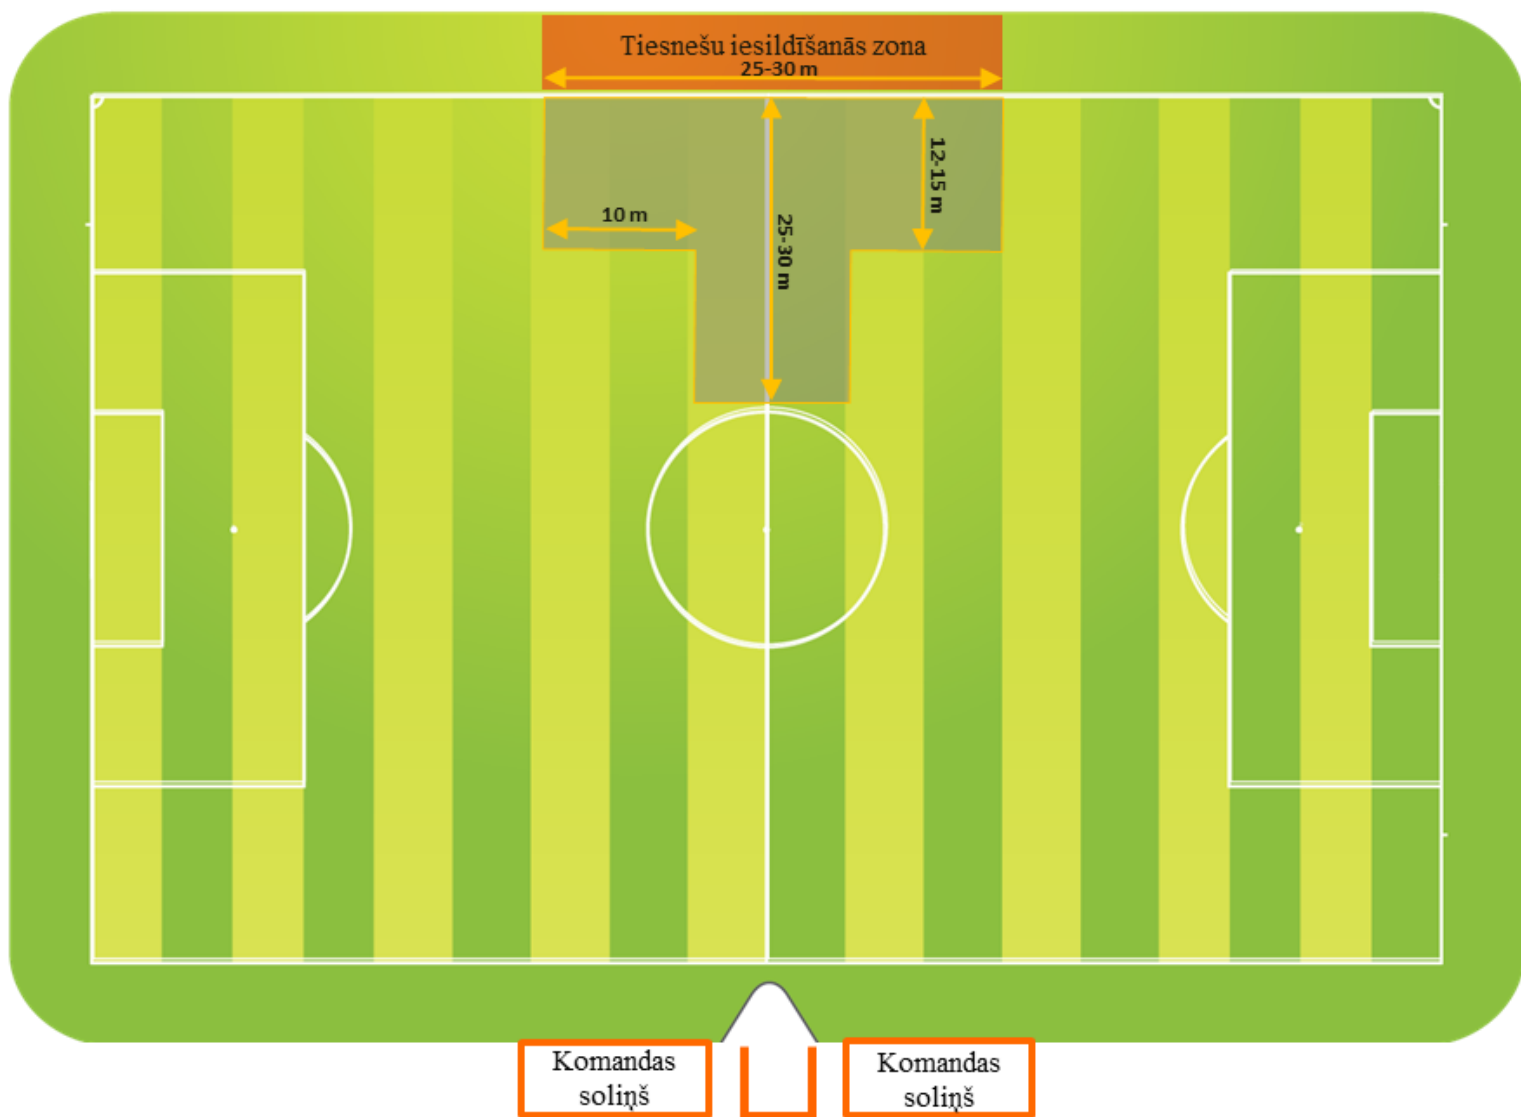 Tiesnešu iesildīšanās zona
25-30 m
12-15 m
10 m
25-30 m
Komandas
soliņš
Komandas
soliņš